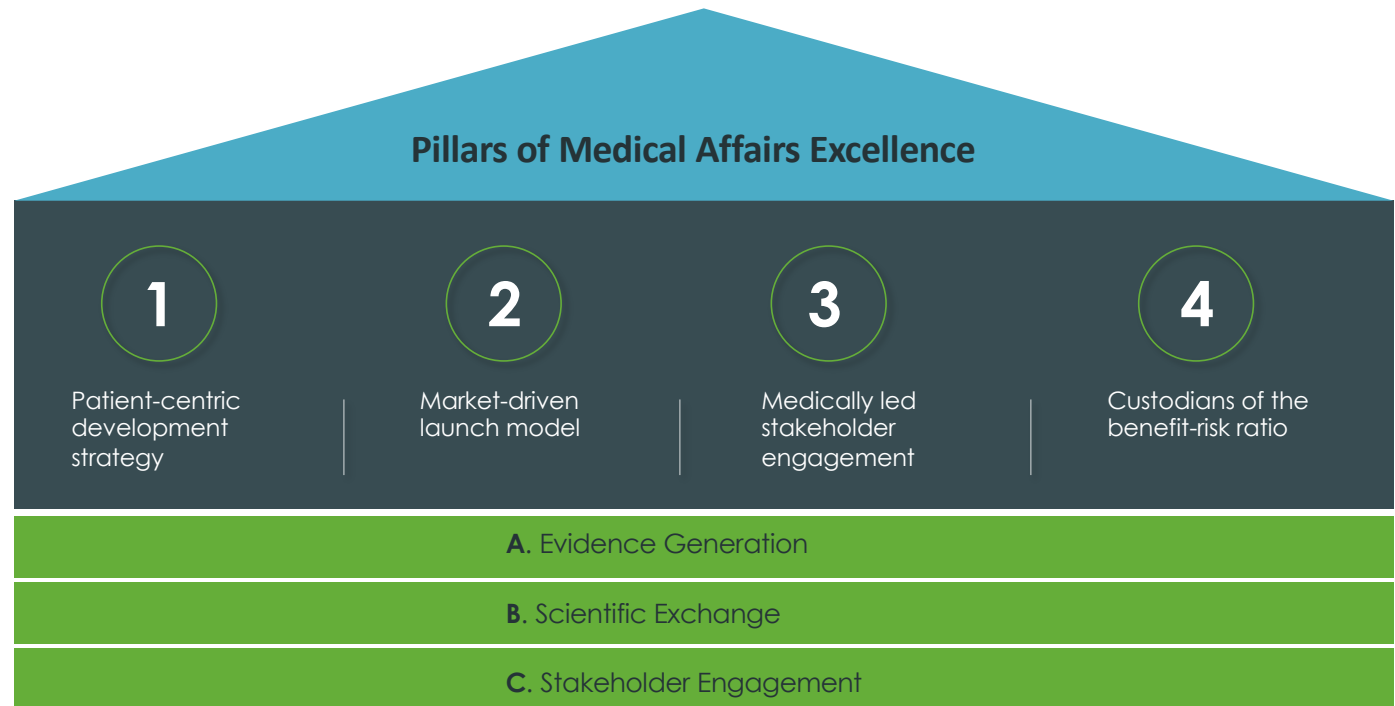 Pillars of Medical Affairs Excellence
1
2
3
4
Patient-centric
development
strategy
Market-driven
launch model
Medically led
stakeholder
engagement
Custodians of the
benefit-risk ratio
A. Evidence Generation
B. Scientific Exchange
C. Stakeholder Engagement